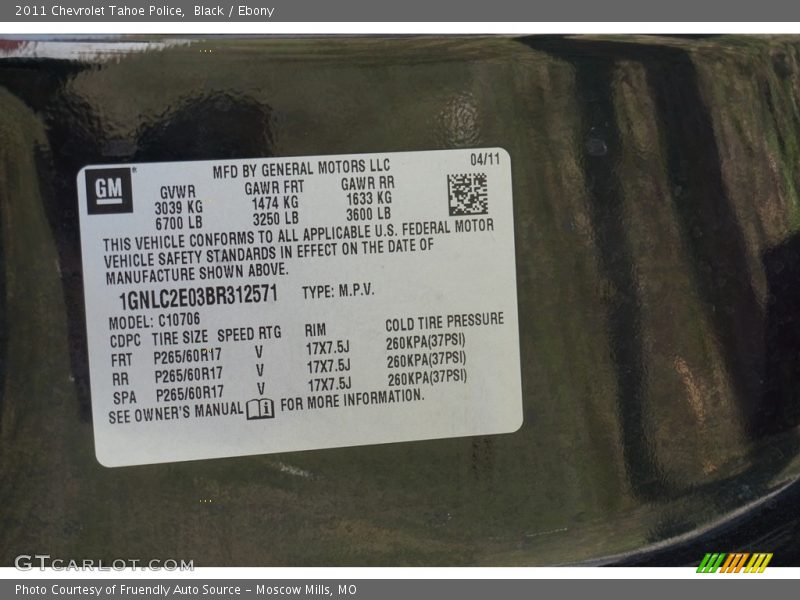 2011 Chevrolet Tahoe Police, Black / Ebony
GM
MFD BY GENERAL MOTORS LLC 04/11
GVWR GAWR FRT GAWR RR
3039 KG 1474 KG 1633 KG
6700 LB 3250 LB 3600 LB
THIS VEHICLE CONFORMS TO ALL APPLICABLE U.S. FEDERAL MOTOR
VEHICLE SAFETY STANDARDS IN EFFECT ON THE DATE OF
MANUFACTURE SHOWN ABOVE.
1GNLC2E03BR312571 TYPE: M.P.V.
MODEL: C10706
CDPC TIRE SIZE SPEED RTG RIM COLD TIRE PRESSURE
FRT P265/60R17 V 17X7.5J 260KPA(37PSI)
RR P265/60R17 V 17X7.5J 260KPA(37PSI)
SPA P265/60R17 V 17X7.5J 260KPA(37PSI)
SEE OWNER'S MANUAL FOR MORE INFORMATION.
GTCARLOT.COM
Photo Courtesy of Fruendly Auto Source – Moscow Mills, MO